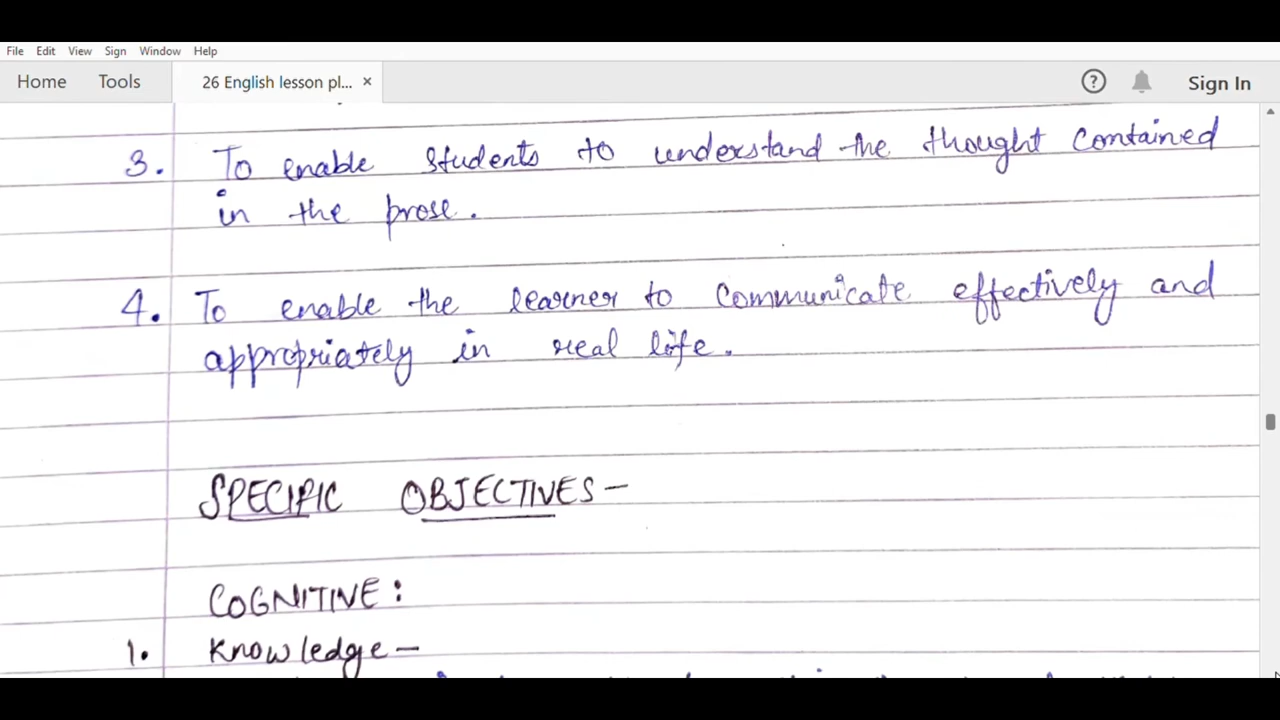 File Edit View Sign Window Help
Home Tools 26 English lesson pl... × ? Sign In
3. To enable students to understand the thought contained
in the prose.
4. To enable the learner to communicate effectively and
appropriately in real life.
SPECIFIC OBJECTIVES -
COGNITIVE:
1. Knowledge -